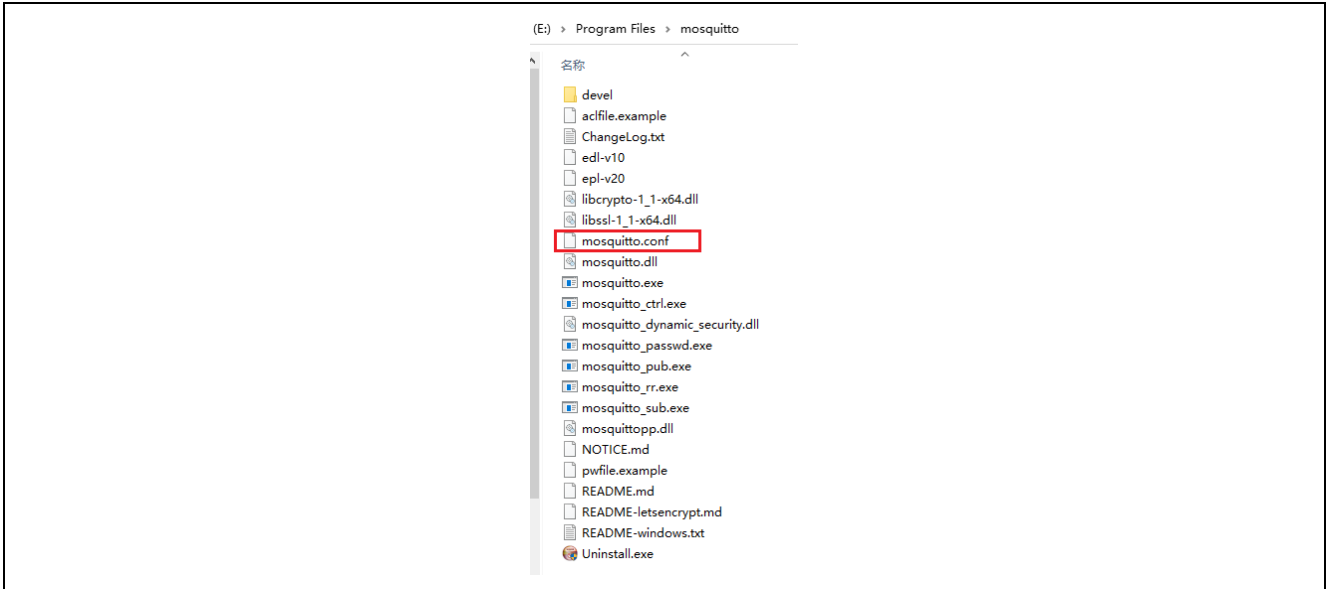 (E:) › Program Files › mosquitto
名称
devel
aclfile.example
ChangeLog.txt
edl-v10
epl-v20
libcrypto-1_1-x64.dll
libssl-1_1-x64.dll
mosquitto.conf
mosquitto.dll
mosquitto.exe
mosquitto_ctrl.exe
mosquitto_dynamic_security.dll
mosquitto_passwd.exe
mosquitto_pub.exe
mosquitto_rr.exe
mosquitto_sub.exe
mosquittopp.dll
NOTICE.md
pwfile.example
README.md
README-letsencrypt.md
README-windows.txt
Uninstall.exe